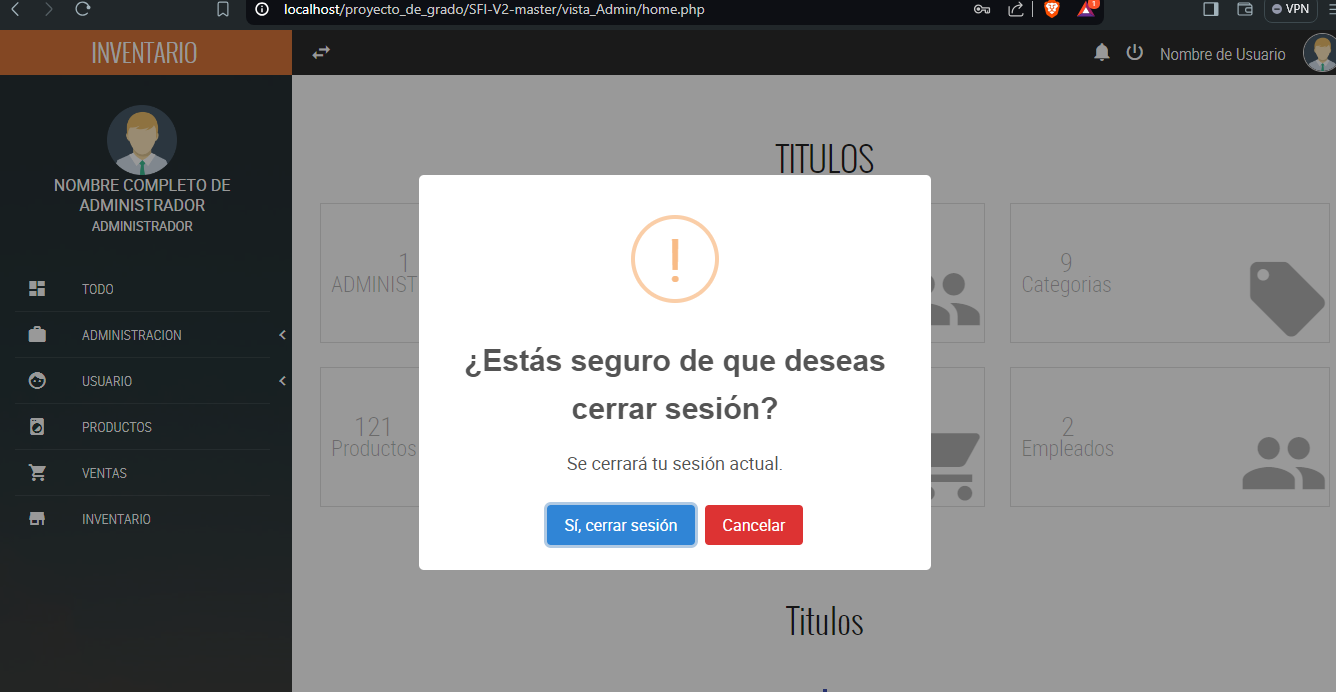 localhost/proyecto_de_grado/SFI-V2-master/vista_Admin/home.php
1
VPN
INVENTARIO
Nombre de Usuario
NOMBRE COMPLETO DE
ADMINISTRADOR
ADMINISTRADOR
TODO
ADMINISTRACION
USUARIO
PRODUCTOS
VENTAS
INVENTARIO
TITULOS
1
ADMINIST
9
Categorias
121
Productos
2
Empleados
!
¿Estás seguro de que deseas
cerrar sesión?
Se cerrará tu sesión actual.
Sí, cerrar sesión
Cancelar
Titulos